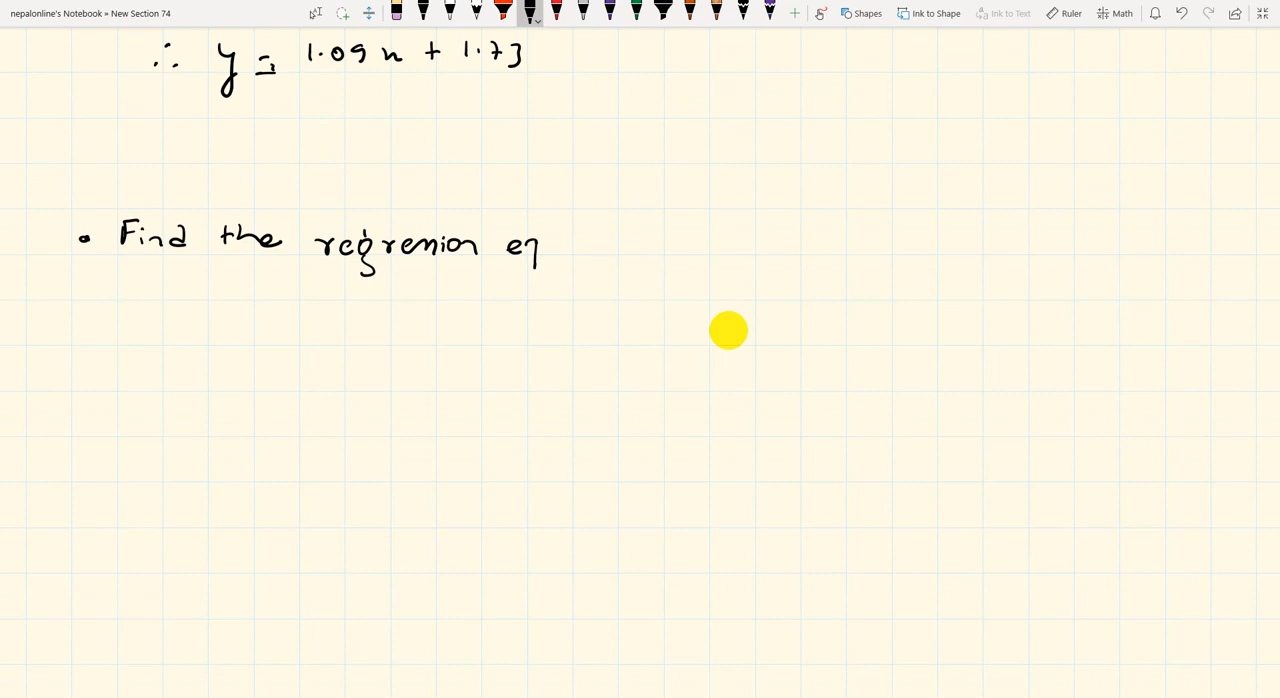 nepalonline's Notebook » New Section 74
Shapes Ink to Shape Ink to Text Ruler Math
∴ y = 1.09x + 1.73
• Find the regression eq